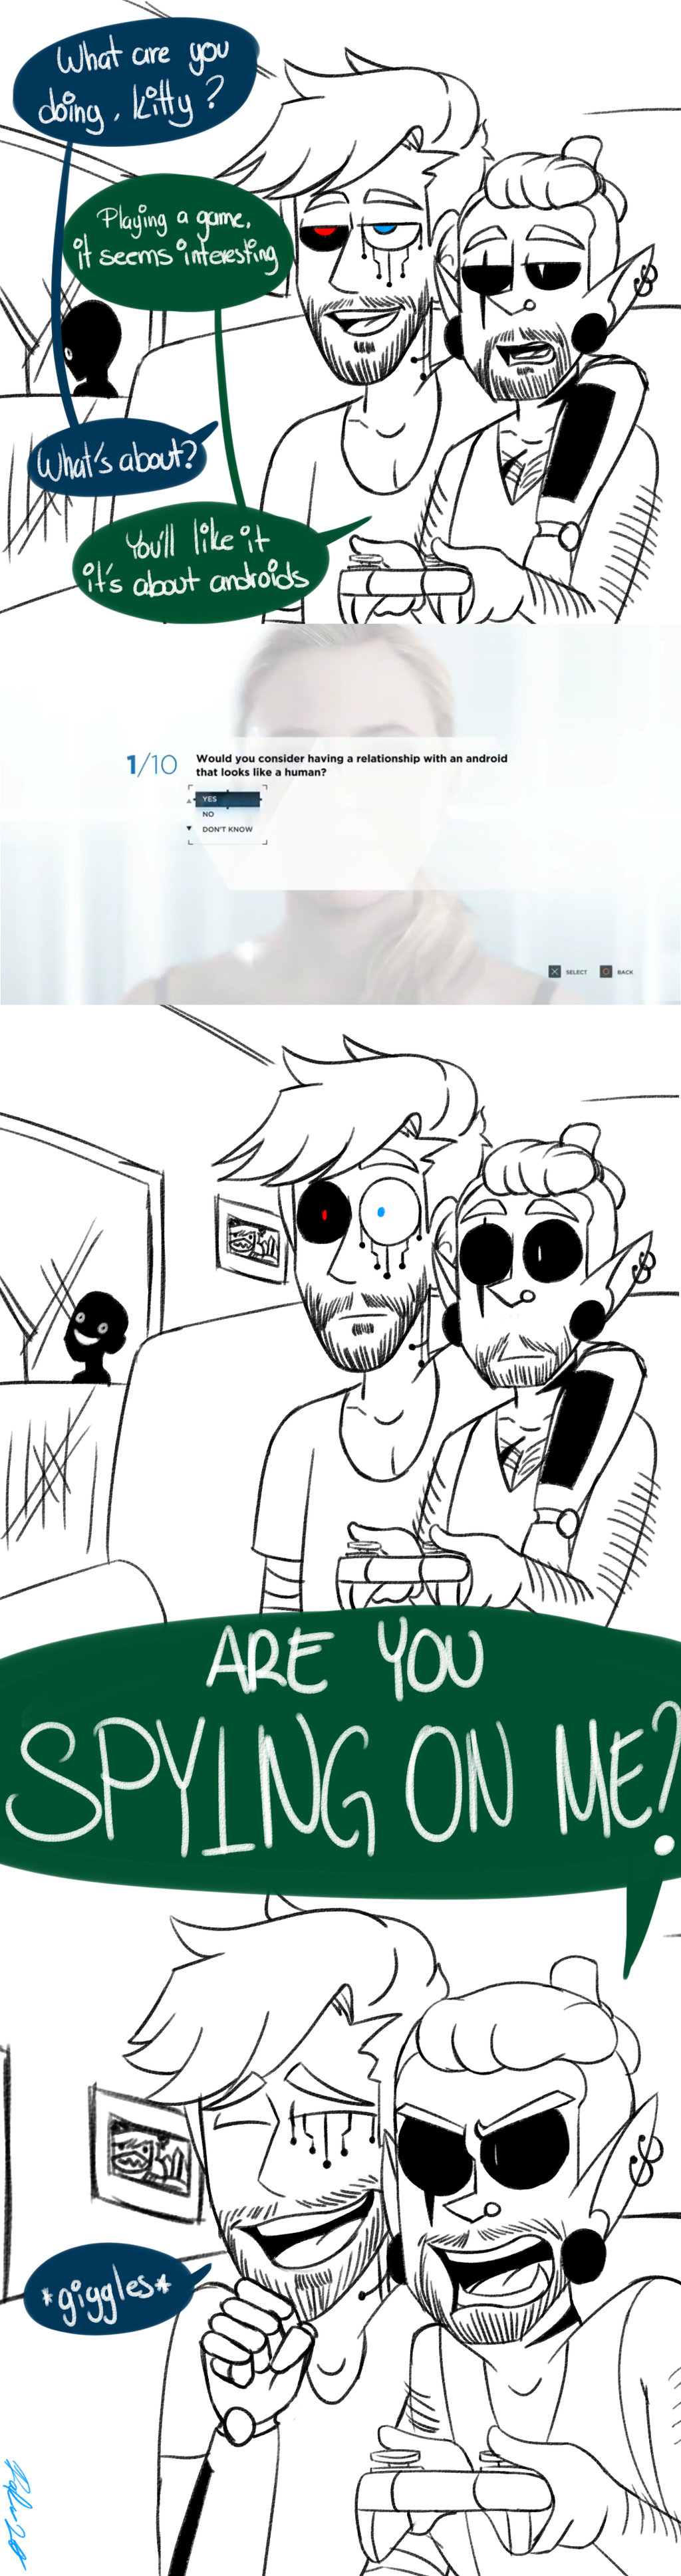 What are you
doing, kitty?
Playing a game,
it seems interesting
What's about?
You'll like it
it's about androids
1/10
Would you consider having a relationship with an android
that looks like a human?
YES
NO
DON'T KNOW
SELECT
BACK
ARE YOU
SPYING ON ME?
*giggles*